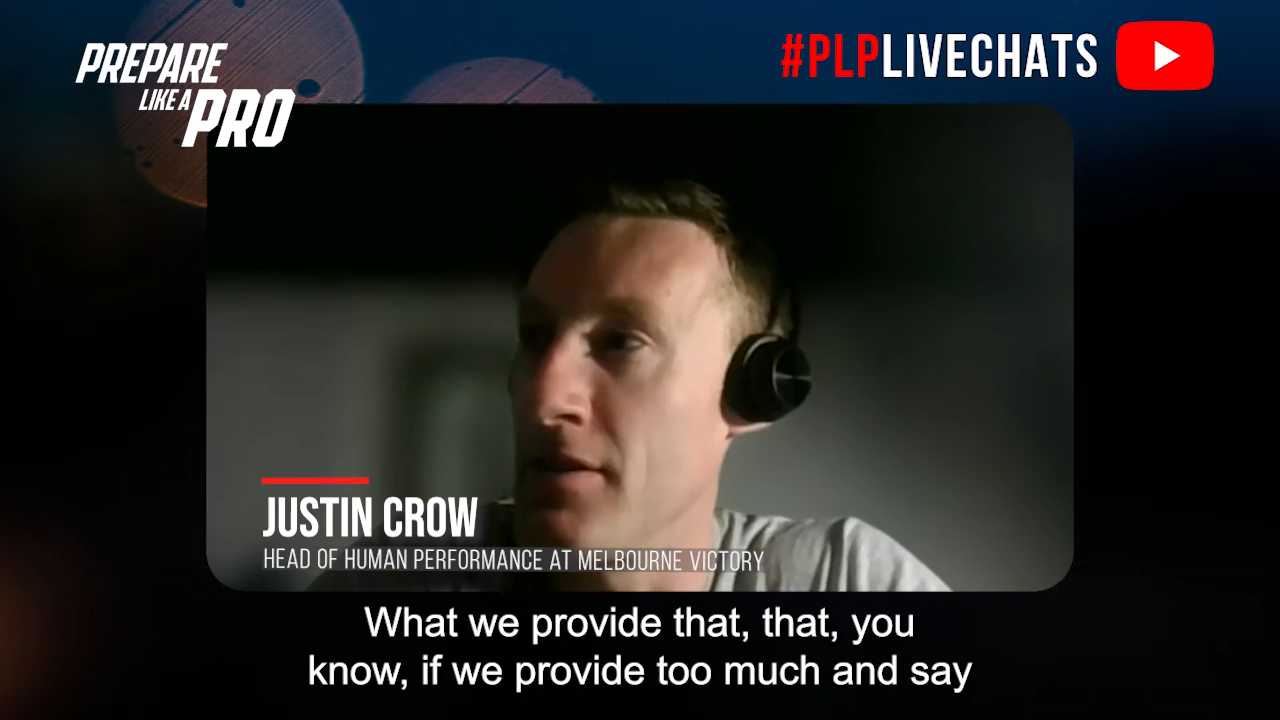 PREPARE
LIKE A
PRO
#PLPLIVECHATS
JUSTIN CROW
HEAD OF HUMAN PERFORMANCE AT MELBOURNE VICTORY
What we provide that, that, you
know, if we provide too much and say